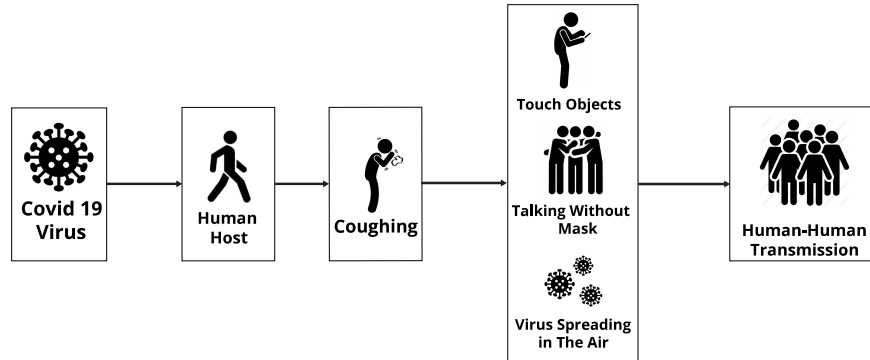 Covid 19
Virus
Human
Host
Coughing
Touch Objects
Talking Without
Mask
Virus Spreading
in The Air
Human-Human
Transmission